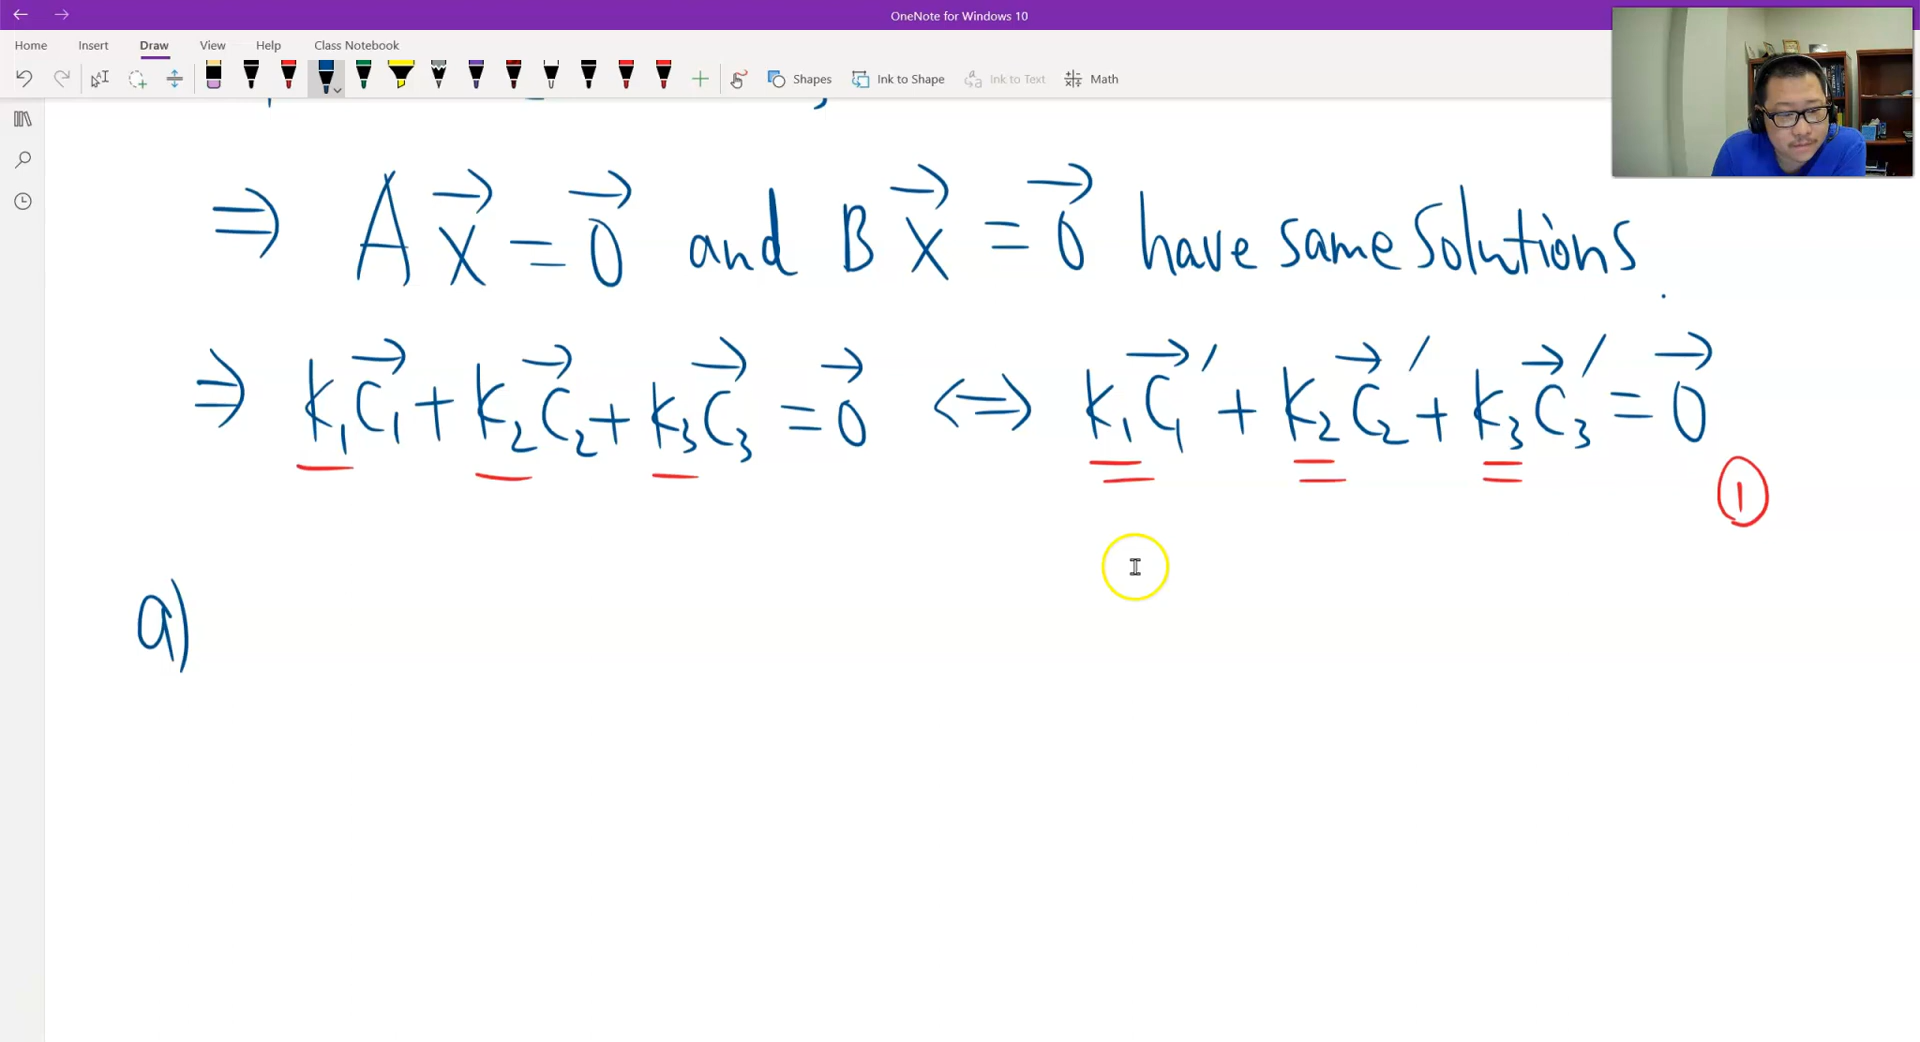 OneNote for Windows 10
Home Insert Draw View Help Class Notebook
Shapes Ink to Shape Ink to Text Math
⇒ A x⃗ = 0⃗ and B x⃗ = 0⃗ have same solutions.
⇒ k₁c⃗₁ + k₂c⃗₂ + k₃c⃗₃ = 0⃗ ⇔ k₁c⃗₁′ + k₂c⃗₂′ + k₃c⃗₃′ = 0⃗
①
a)